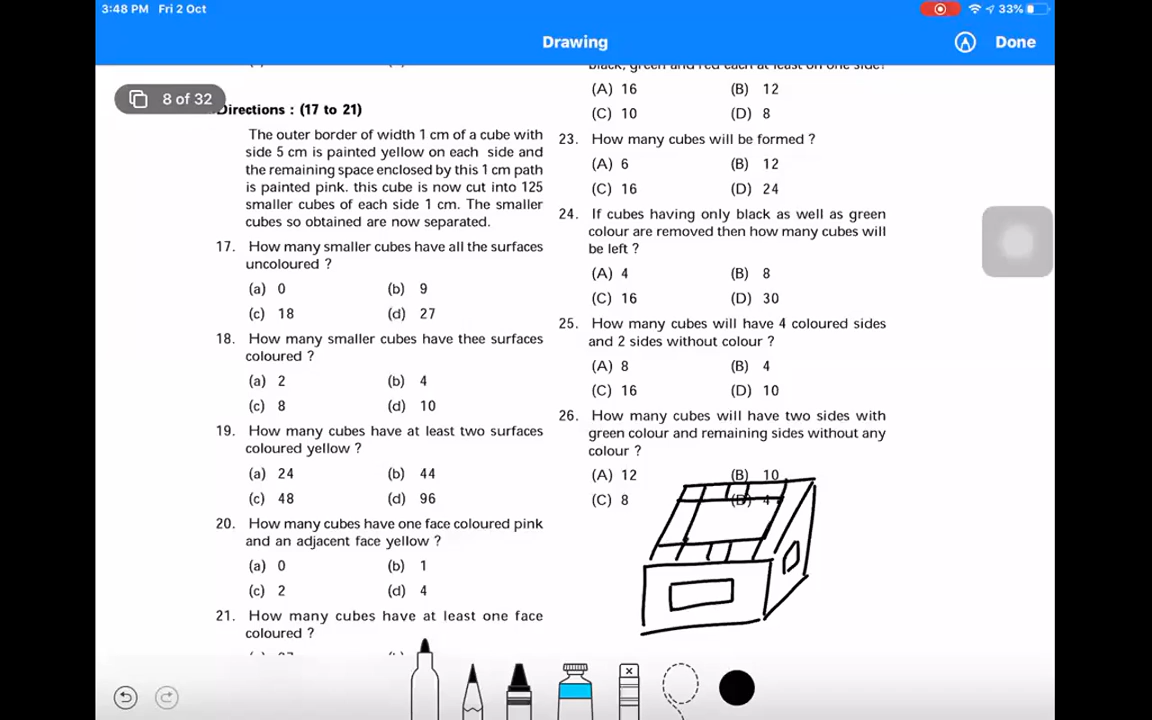 3:48 PM Fri 2 Oct
33%
Drawing
Done
8 of 32
Directions : (17 to 21)
The outer border of width 1 cm of a cube with
side 5 cm is painted yellow on each side and
the remaining space enclosed by this 1 cm path
is painted pink. this cube is now cut into 125
smaller cubes of each side 1 cm. The smaller
cubes so obtained are now separated.
17. How many smaller cubes have all the surfaces
uncoloured ?
(a) 0 (b) 9
(c) 18 (d) 27
18. How many smaller cubes have thee surfaces
coloured ?
(a) 2 (b) 4
(c) 8 (d) 10
19. How many cubes have at least two surfaces
coloured yellow ?
(a) 24 (b) 44
(c) 48 (d) 96
20. How many cubes have one face coloured pink
and an adjacent face yellow ?
(a) 0 (b) 1
(c) 2 (d) 4
21. How many cubes have at least one face
coloured ?
black, green and red each at least on one side?
(A) 16 (B) 12
(C) 10 (D) 8
23. How many cubes will be formed ?
(A) 6 (B) 12
(C) 16 (D) 24
24. If cubes having only black as well as green
colour are removed then how many cubes will
be left ?
(A) 4 (B) 8
(C) 16 (D) 30
25. How many cubes will have 4 coloured sides
and 2 sides without colour ?
(A) 8 (B) 4
(C) 16 (D) 10
26. How many cubes will have two sides with
green colour and remaining sides without any
colour ?
(A) 12 (B) 10
(C) 8 (D) 4